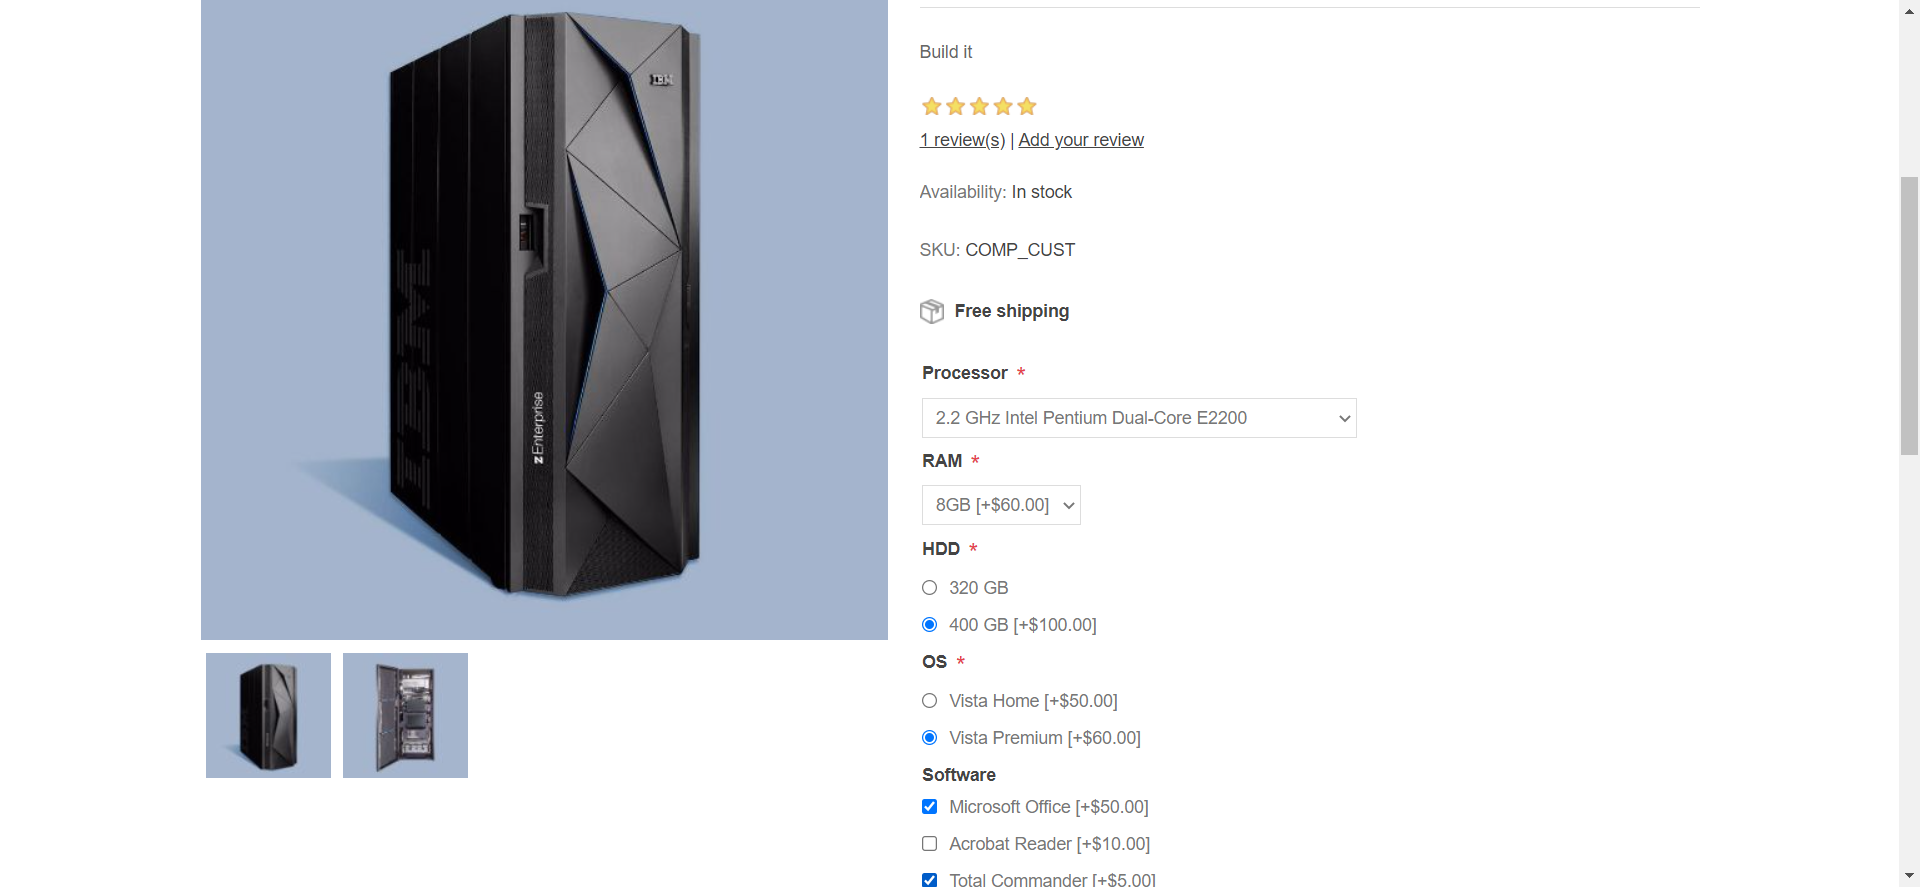 IBM
IBM
zEnterprise
Build it
1 review(s) | Add your review
Availability: In stock
SKU: COMP_CUST
Free shipping
Processor *
2.2 GHz Intel Pentium Dual-Core E2200
RAM *
8GB [+$60.00]
HDD *
320 GB
400 GB [+$100.00]
OS *
Vista Home [+$50.00]
Vista Premium [+$60.00]
Software
Microsoft Office [+$50.00]
Acrobat Reader [+$10.00]
Total Commander [+$5.00]